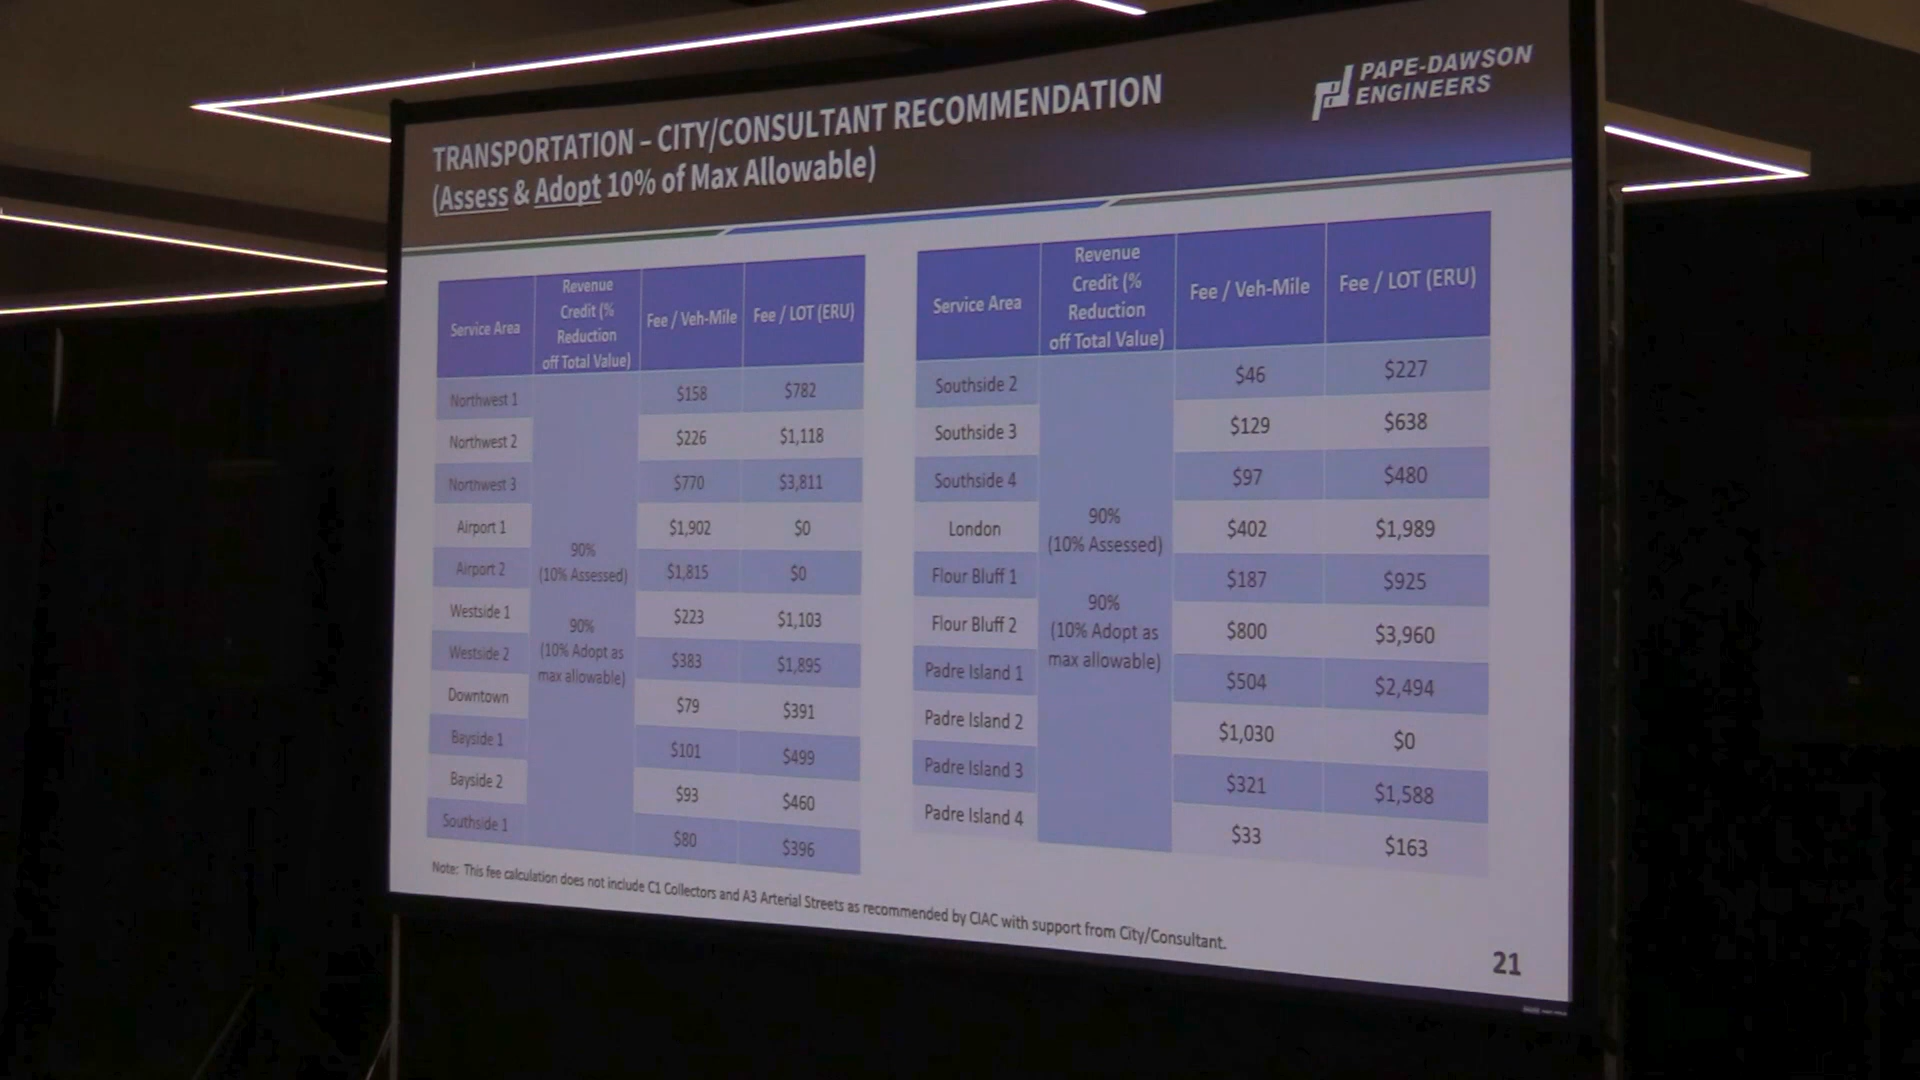 TRANSPORTATION – CITY/CONSULTANT RECOMMENDATION
(Assess & Adopt 10% of Max Allowable)
PAPE-DAWSON
ENGINEERS
Service Area
Revenue
Credit (%
Reduction
off Total Value)
Fee / Veh-Mile
Fee / LOT (ERU)
Northwest 1 $158 $782
Northwest 2 $226 $1,118
Northwest 3 $770 $3,811
Airport 1 $1,902 $0
Airport 2 $1,815 $0
Westside 1 $223 $1,103
Westside 2 $383 $1,895
Downtown $79 $391
Bayside 1 $101 $499
Bayside 2 $93 $460
Southside 1 $80 $396
90%
(10% Assessed)
90%
(10% Adopt as
max allowable)
Service Area
Revenue
Credit (%
Reduction
off Total Value)
Fee / Veh-Mile
Fee / LOT (ERU)
Southside 2 $46 $227
Southside 3 $129 $638
Southside 4 $97 $480
London $402 $1,989
Flour Bluff 1 $187 $925
Flour Bluff 2 $800 $3,960
Padre Island 1 $504 $2,494
Padre Island 2 $1,030 $0
Padre Island 3 $321 $1,588
Padre Island 4 $33 $163
90%
(10% Assessed)
90%
(10% Adopt as
max allowable)
Note: This fee calculation does not include C1 Collectors and A3 Arterial Streets as recommended by CIAC with support from City/Consultant.
21